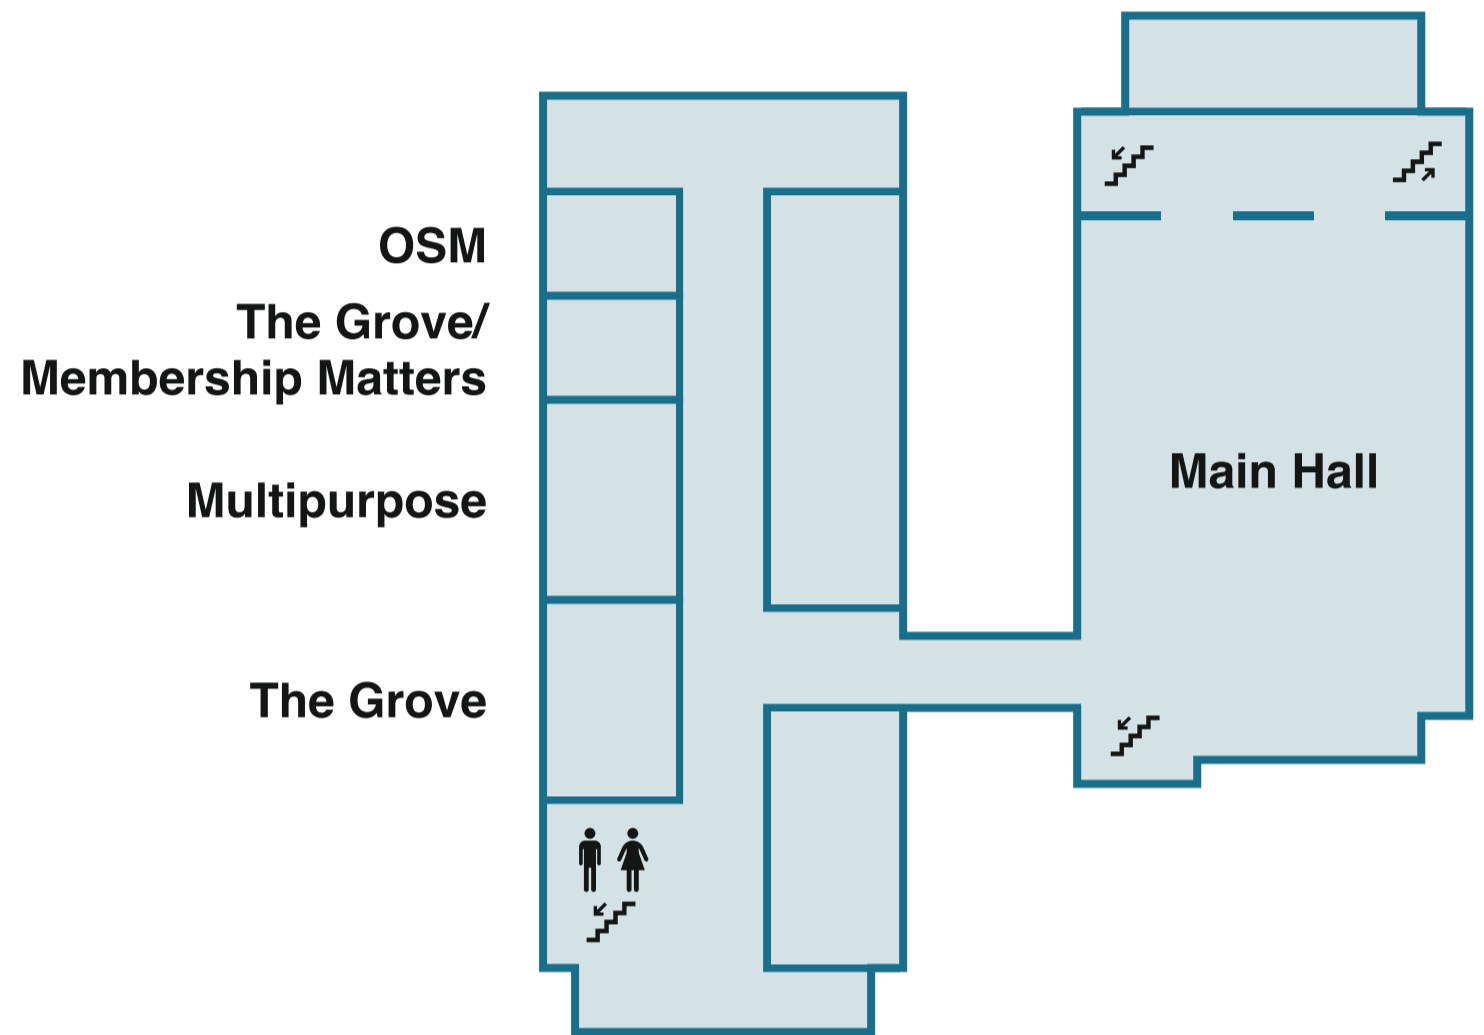 OSM
The Grove/
Membership Matters
Multipurpose
The Grove
Main Hall